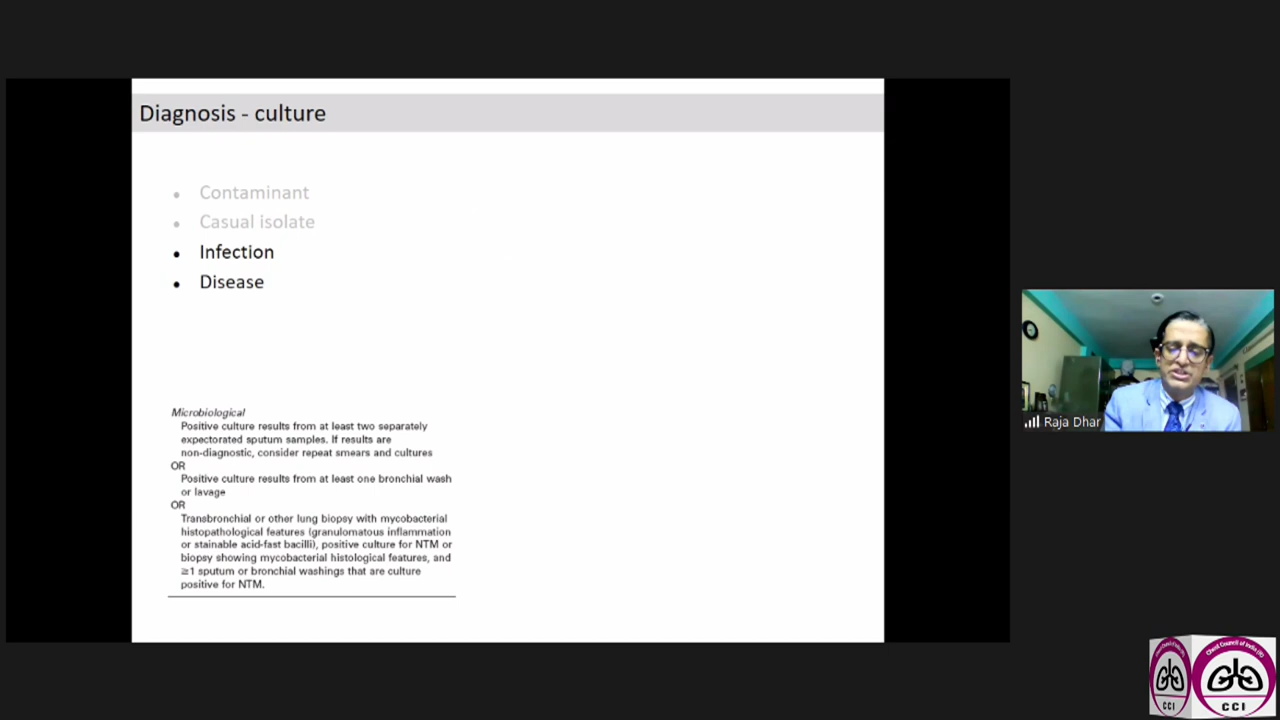 Diagnosis - culture
• Contaminant
• Casual isolate
• Infection
• Disease
Microbiological
Positive culture results from at least two separately
expectorated sputum samples. If results are
non-diagnostic, consider repeat smears and cultures
OR
Positive culture results from at least one bronchial wash
or lavage
OR
Transbronchial or other lung biopsy with mycobacterial
histopathological features (granulomatous inflammation
or stainable acid-fast bacilli), positive culture for NTM or
biopsy showing mycobacterial histological features, and
≥1 sputum or bronchial washings that are culture
positive for NTM.
Raja Dhar
Chest Council of India
CCI
CCI